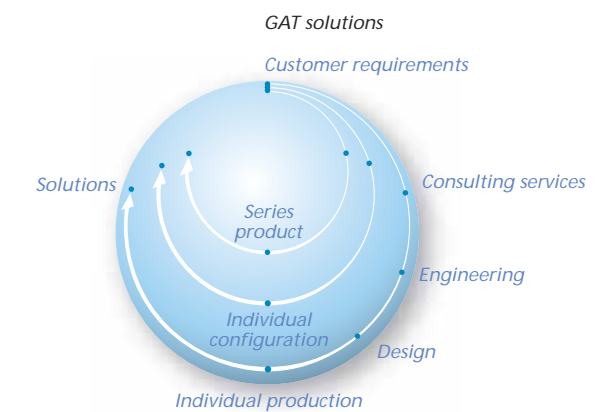 GAT solutions
Customer requirements
Solutions
Consulting services
Series
product
Engineering
Individual
configuration
Design
Individual production